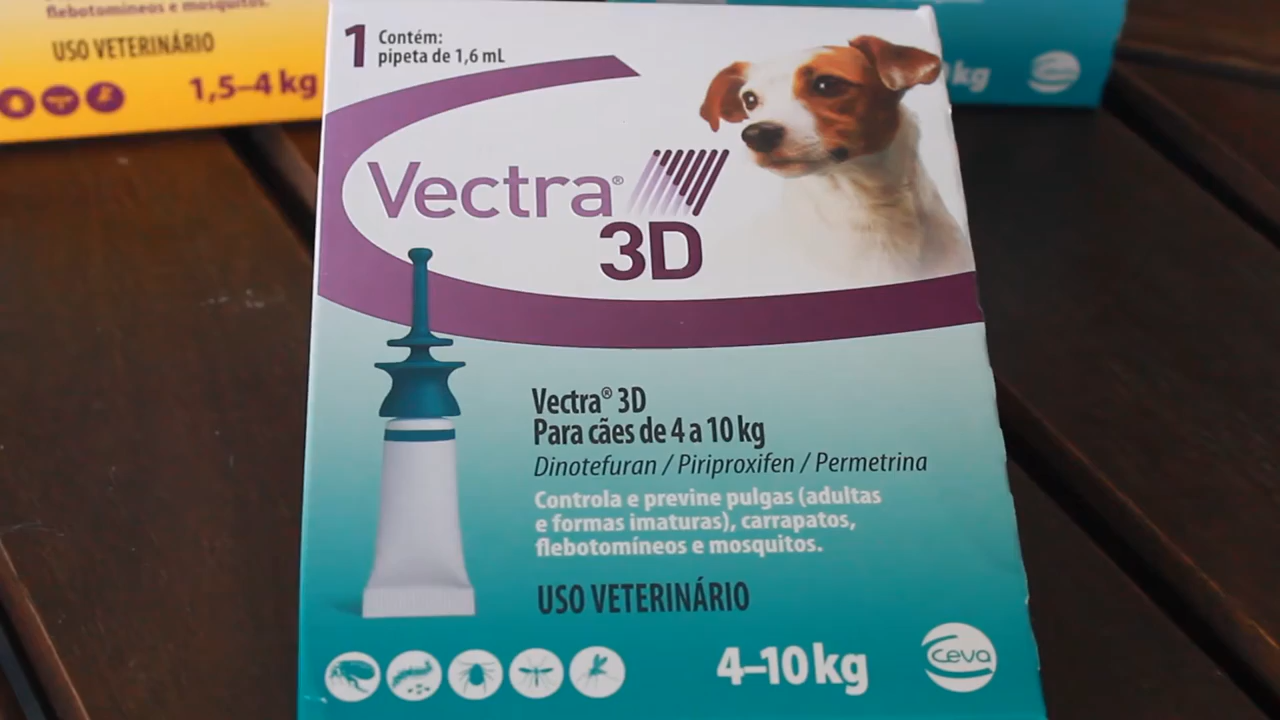 flebotomíneos e mosquitos.
USO VETERINÁRIO
1,5–4 kg
1 Contém:
pipeta de 1,6 mL
Vectra®
3D
Vectra® 3D
Para cães de 4 a 10 kg
Dinotefuran / Piriproxifen / Permetrina
Controla e previne pulgas (adultas
e formas imaturas), carrapatos,
flebotomíneos e mosquitos.
USO VETERINÁRIO
4–10 kg
Ceva
kg